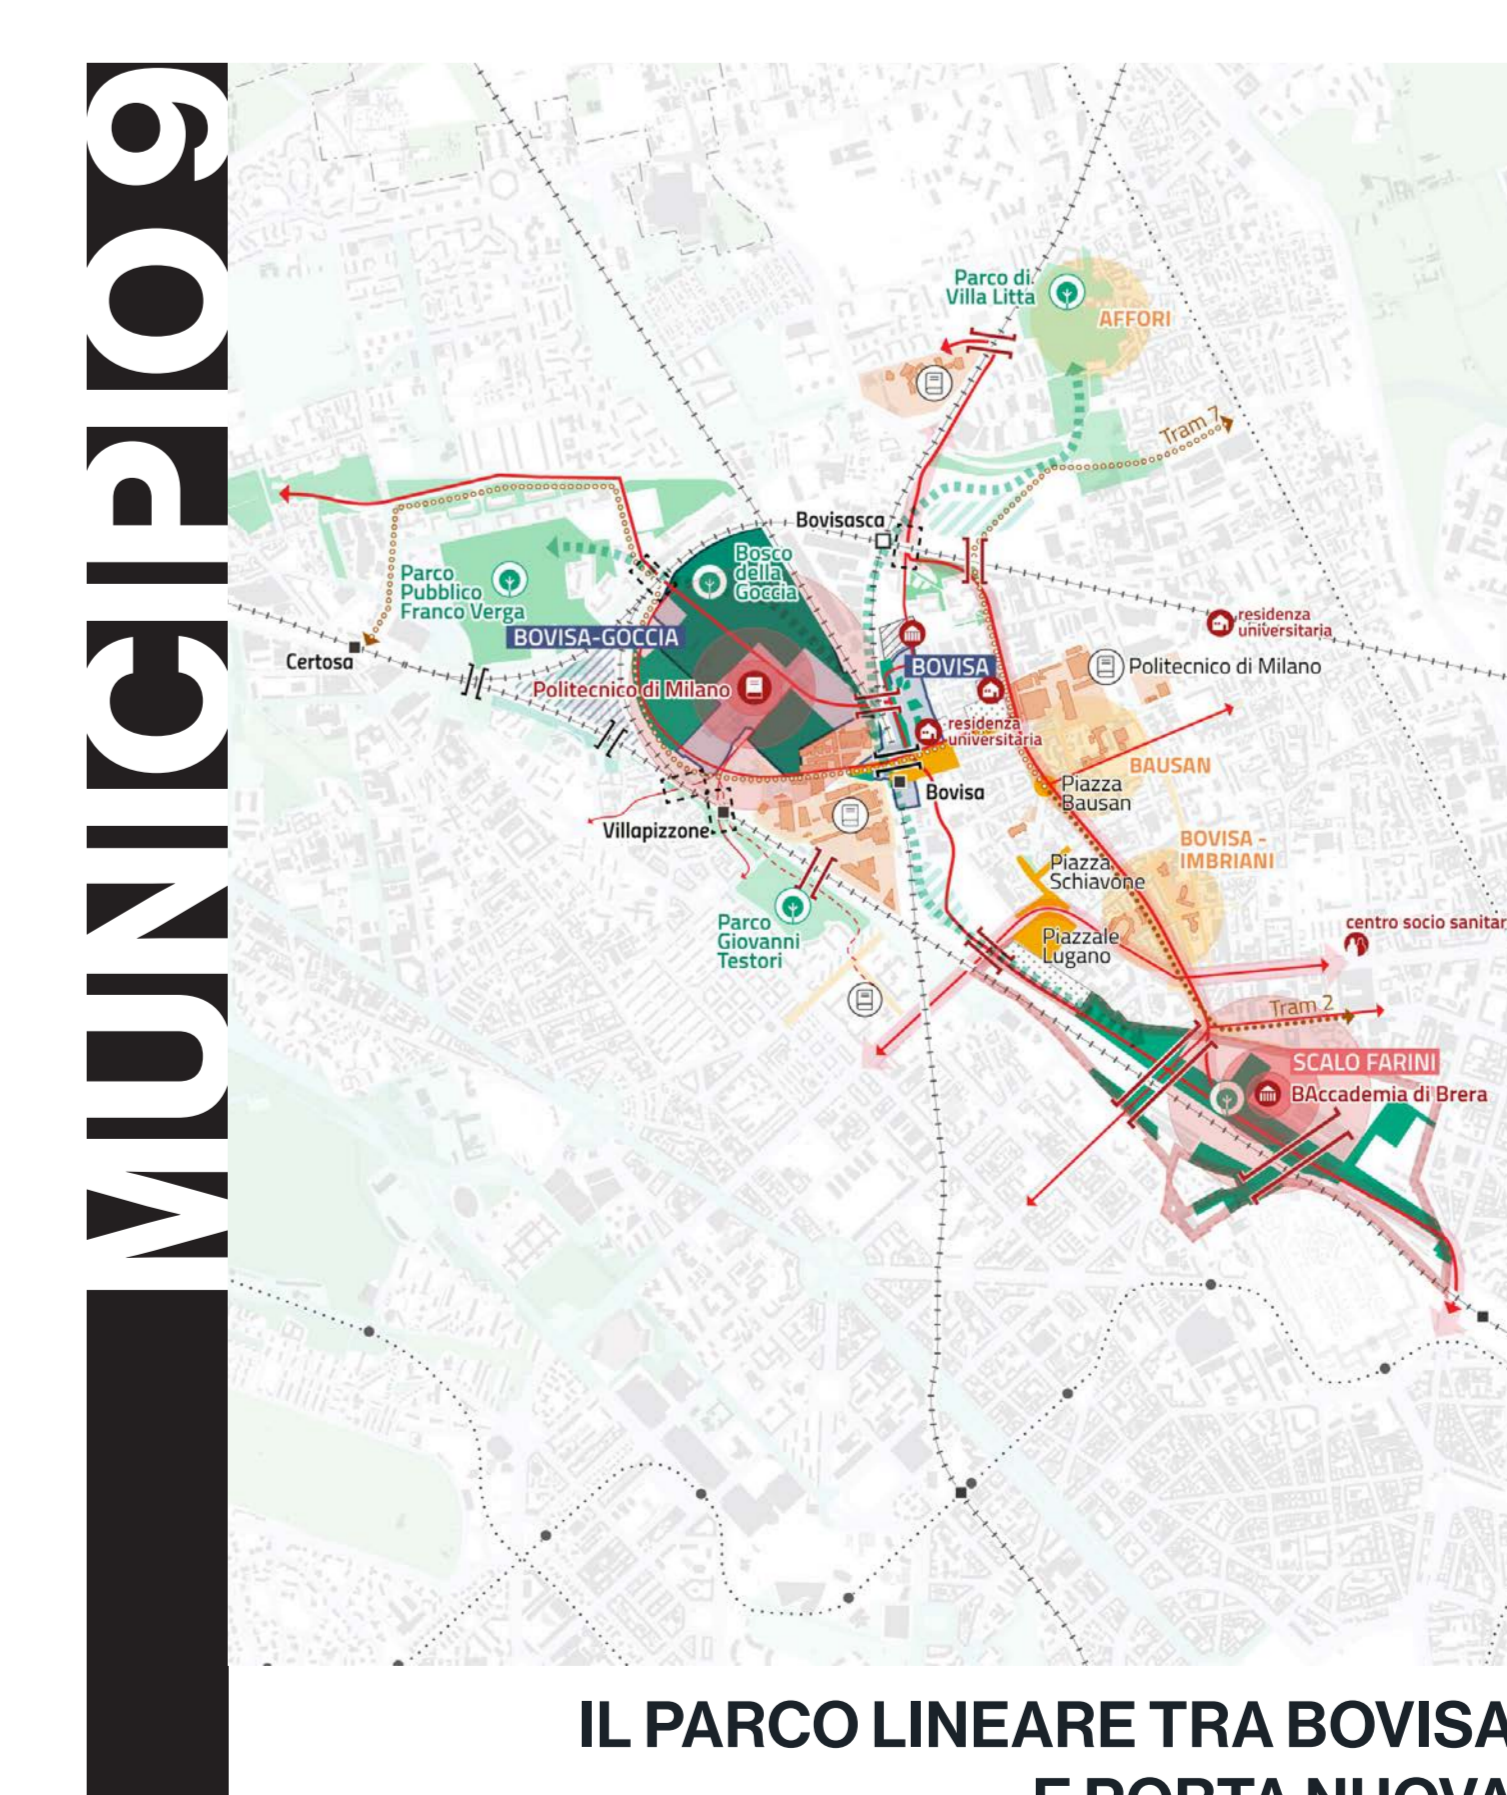 MUNICIPIO 9
Parco di
Villa Litta
AFFORI
Tram 7
Bovisasca
Bosco
della
Goccia
Parco
Pubblico
Franco Verga
BOVISA-GOCCIA
Certosa
Politecnico di Milano
BOVISA
residenza
universitaria
Politecnico di Milano
residenza
universitaria
BAUSAN
Piazza
Bausan
Bovisa
Villapizzone
BOVISA -
IMBRIANI
Piazza
Schiavone
Parco
Giovanni
Testori
Piazzale
Lugano
centro socio sanitar
Tram 2
SCALO FARINI
BAccademia di Brera
IL PARCO LINEARE TRA BOVISA
E PORTA NUOVA